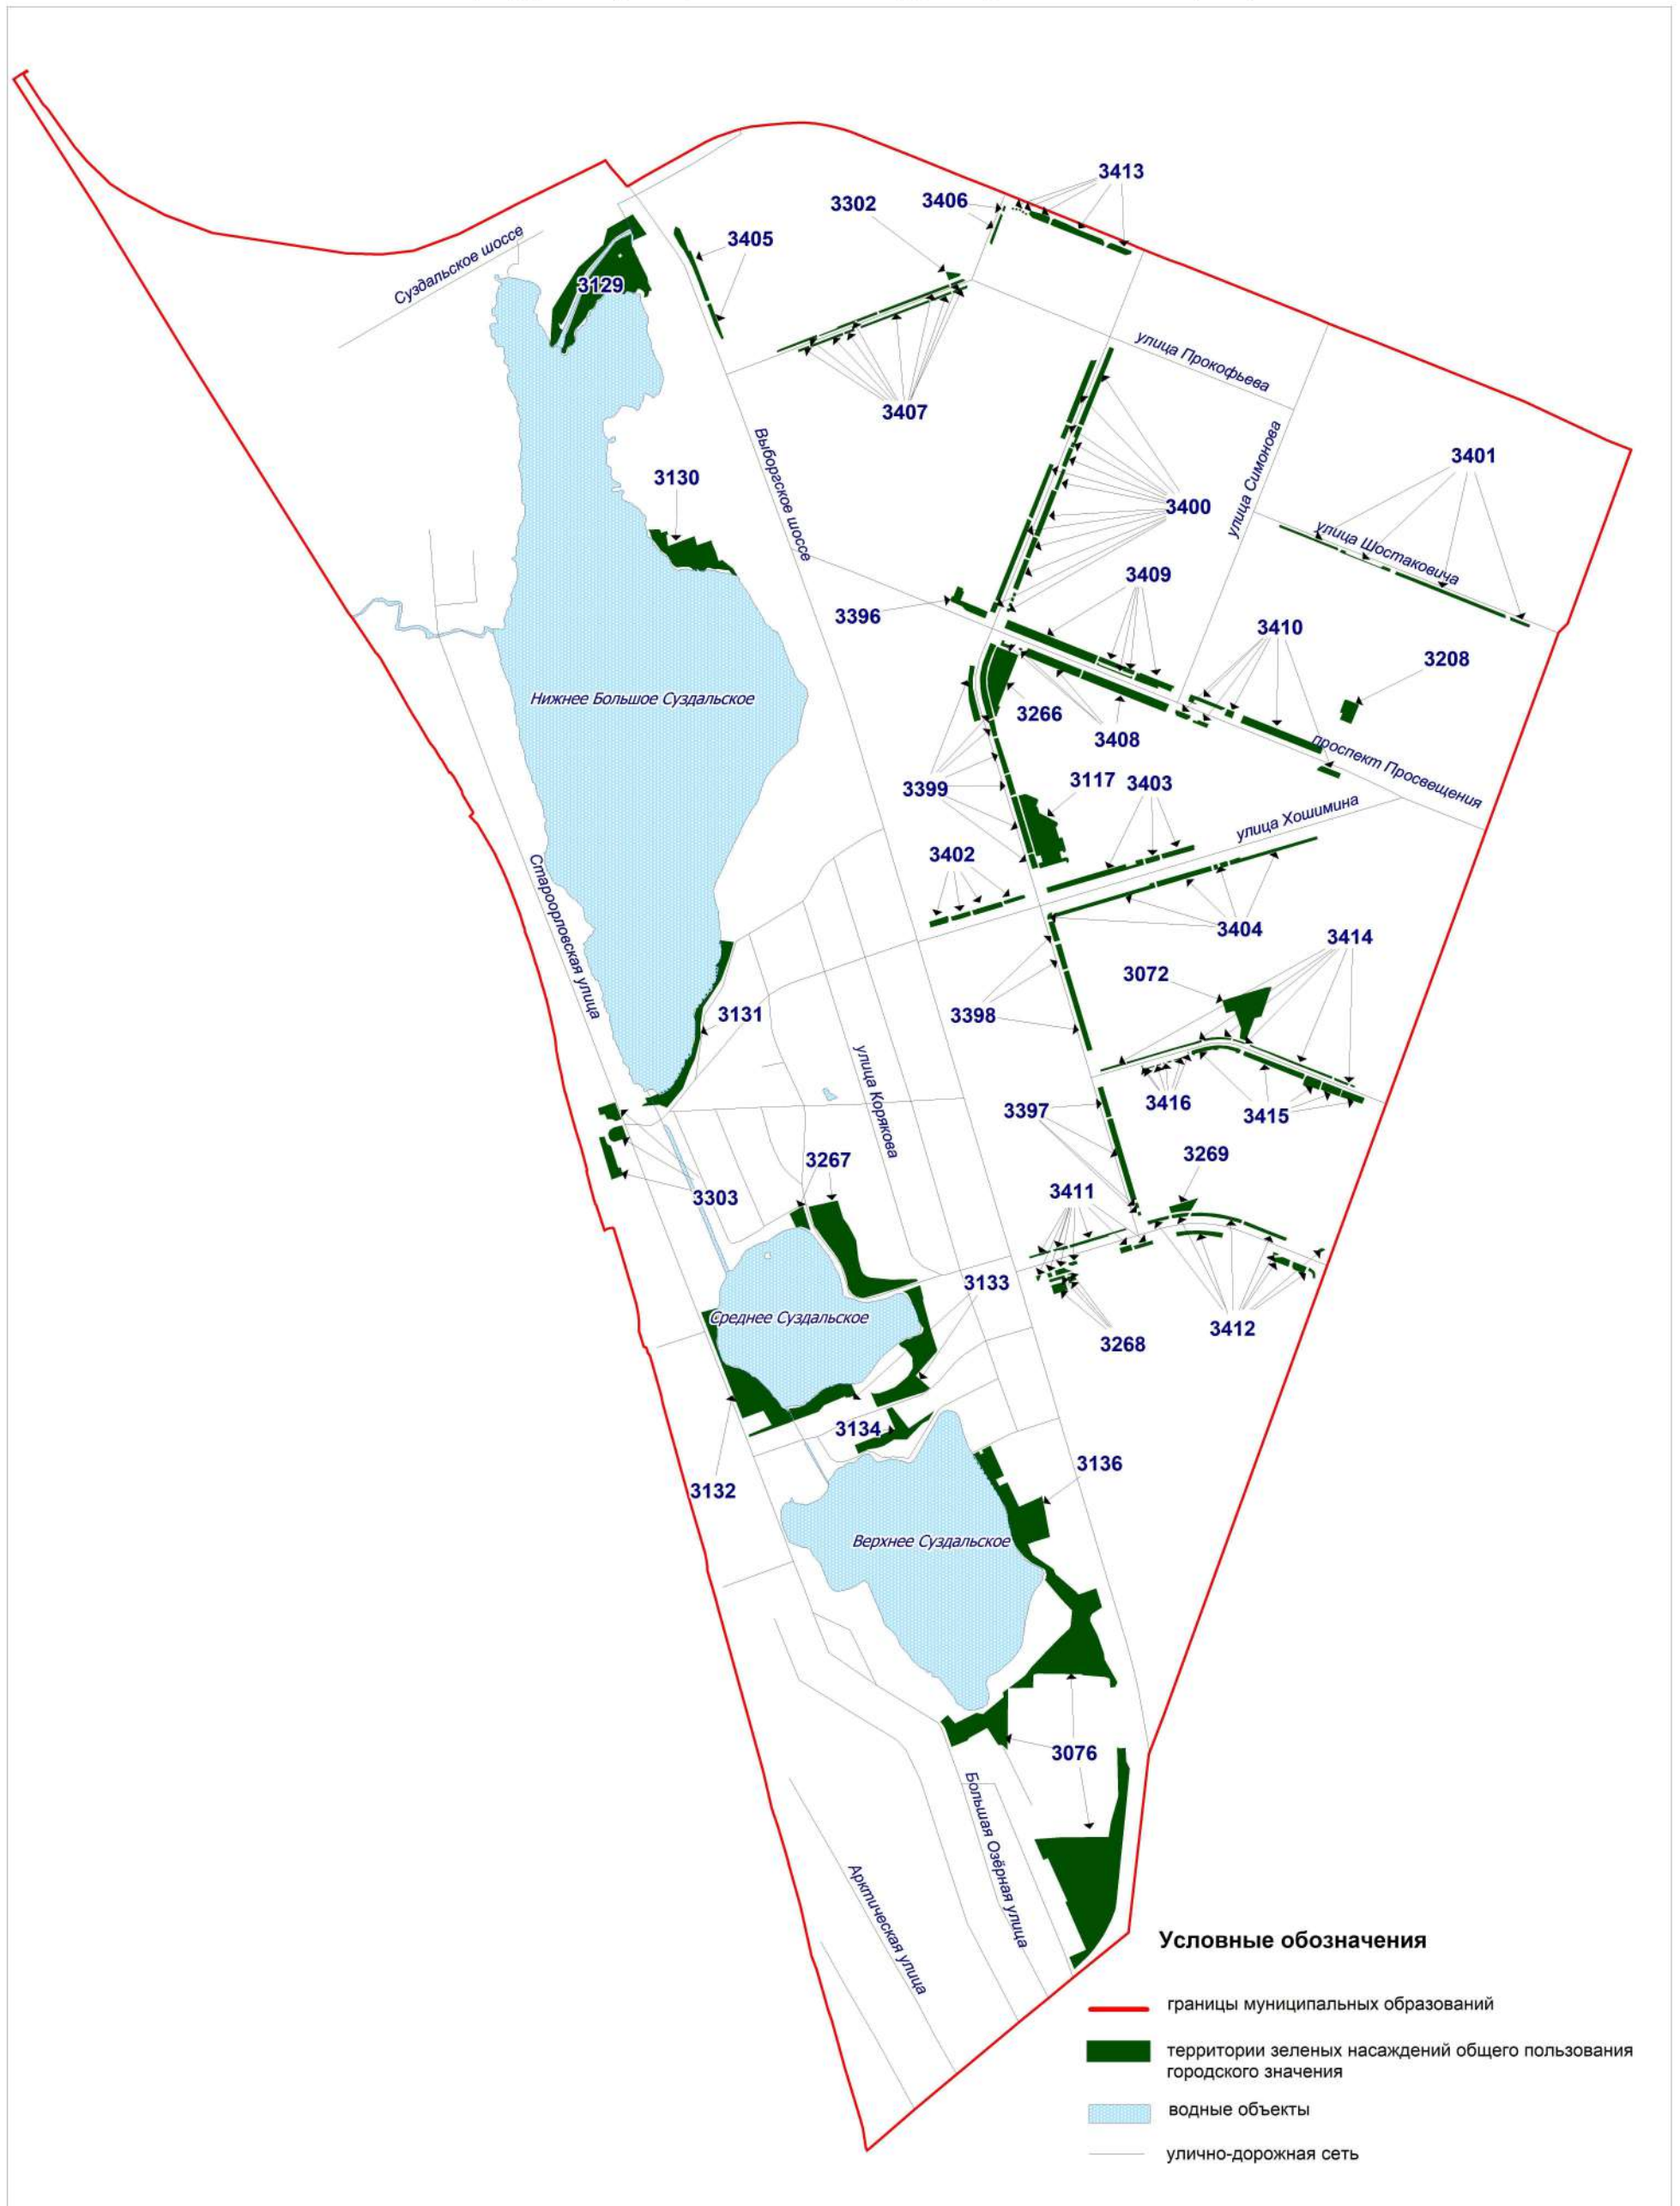 3413
3406
3302
3405
Суздальское шоссе
3129
улица Прокофьева
3407
Выборгское шоссе
улица Симонова
3401
3130
3400
улица Шостаковича
3409
3396
3410
3208
Нижнее Большое Суздальское
3266
3408
проспект Просвещения
3399
3117
3403
улица Хошимина
3402
Староорловская улица
3404
3414
3072
3398
3131
улица Корякова
3397
3416
3415
3267
3269
3303
3411
3133
Среднее Суздальское
3412
3268
3134
3136
3132
Верхнее Суздальское
3076
Большая Озёрная улица
Арктическая улица
Условные обозначения
границы муниципальных образований
территории зеленых насаждений общего пользования
городского значения
водные объекты
улично-дорожная сеть